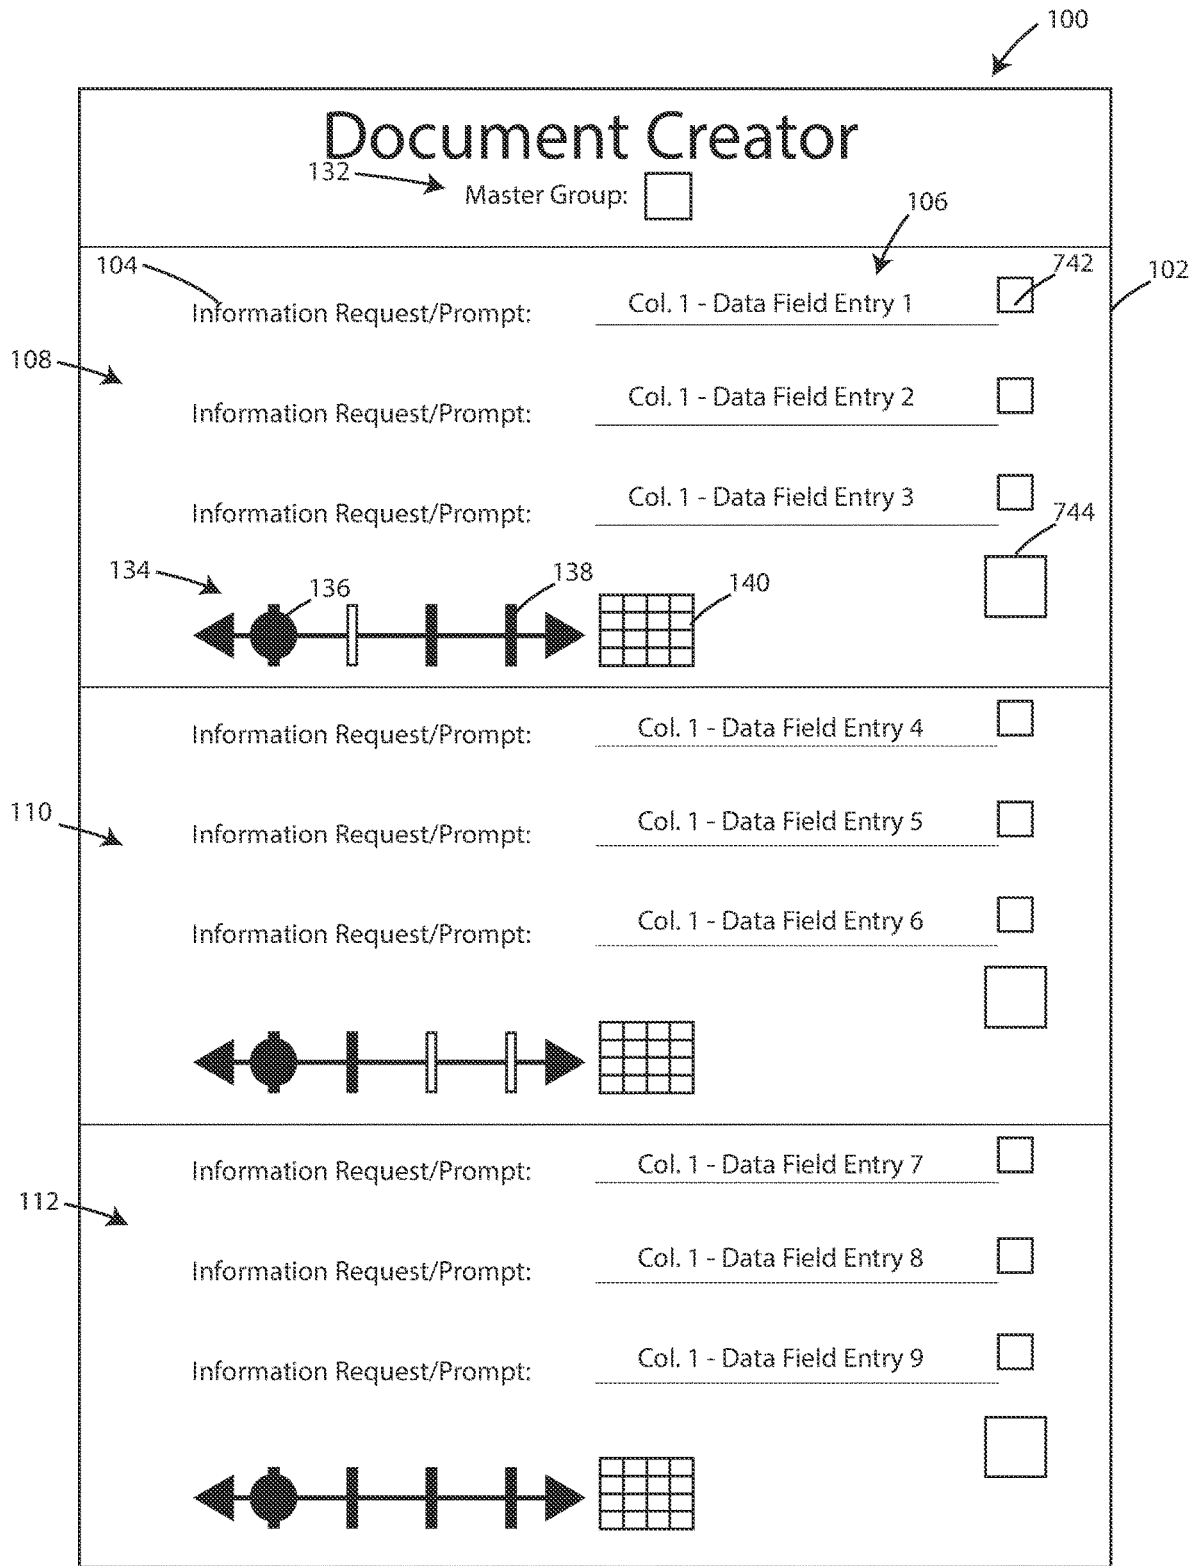 100
Document Creator
132
Master Group:
106
104
742
102
Information Request/Prompt: Col. 1 - Data Field Entry 1
108
Information Request/Prompt: Col. 1 - Data Field Entry 2
Information Request/Prompt: Col. 1 - Data Field Entry 3
744
134
136
138
140
Information Request/Prompt: Col. 1 - Data Field Entry 4
110
Information Request/Prompt: Col. 1 - Data Field Entry 5
Information Request/Prompt: Col. 1 - Data Field Entry 6
Information Request/Prompt: Col. 1 - Data Field Entry 7
112
Information Request/Prompt: Col. 1 - Data Field Entry 8
Information Request/Prompt: Col. 1 - Data Field Entry 9